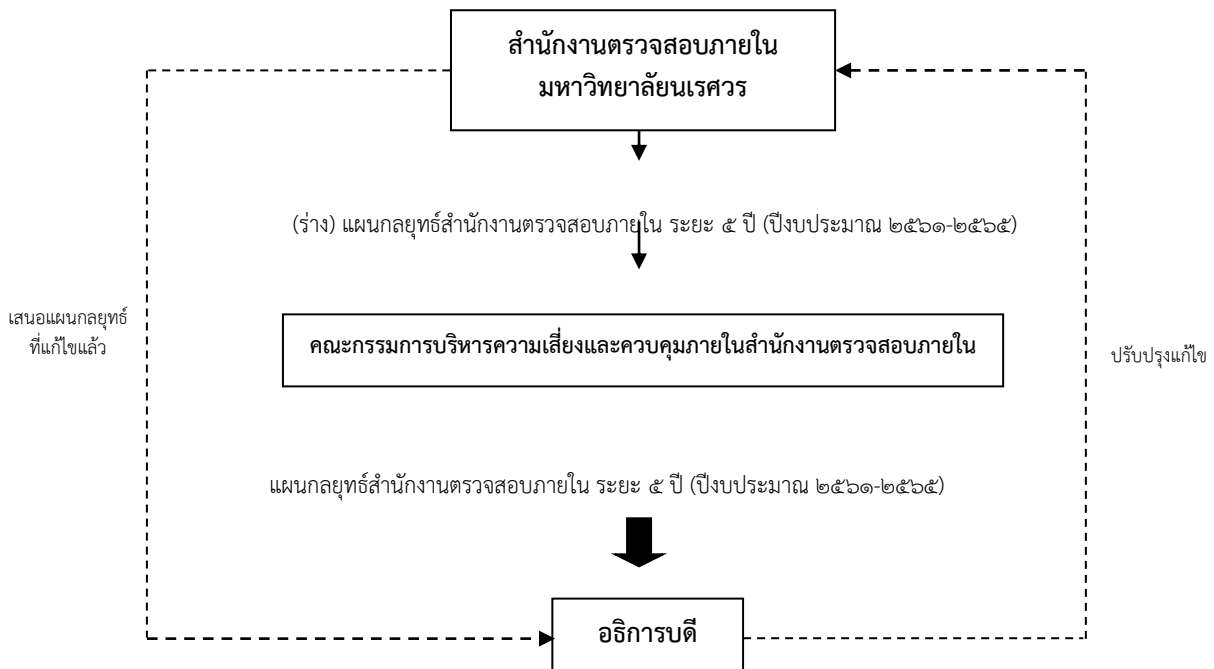 สำนักงานตรวจสอบภายใน
มหาวิทยาลัยนเรศวร
(ร่าง) แผนกลยุทธ์สำนักงานตรวจสอบภายใน ระยะ ๕ ปี (ปีงบประมาณ ๒๕๖๑-๒๕๖๕)
เสนอแผนกลยุทธ์
ที่แก้ไขแล้ว
คณะกรรมการบริหารความเสี่ยงและควบคุมภายในสำนักงานตรวจสอบภายใน
ปรับปรุงแก้ไข
แผนกลยุทธ์สำนักงานตรวจสอบภายใน ระยะ ๕ ปี (ปีงบประมาณ ๒๕๖๑-๒๕๖๕)
อธิการบดี